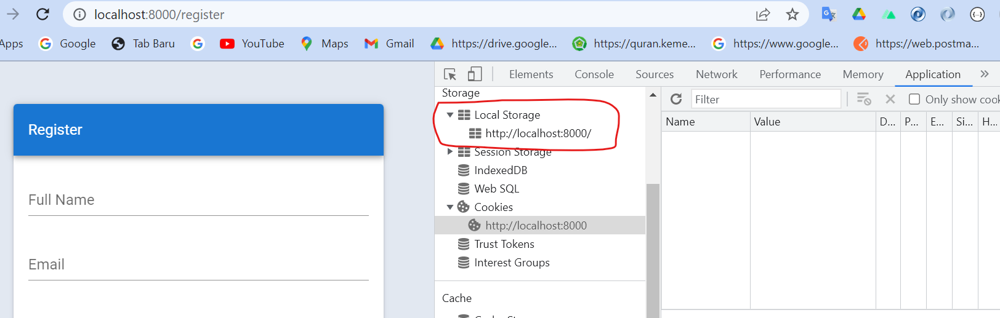 localhost:8000/register
Apps Google Tab Baru YouTube Maps Gmail https://drive.google... https://quran.keme... https://www.google... https://web.postma...
Elements Console Sources Network Performance Memory Application
Storage
Filter
Only show cook
Local Storage
http://localhost:8000/
Session Storage
IndexedDB
Web SQL
Cookies
http://localhost:8000
Trust Tokens
Interest Groups
Cache
Name Value D... P... E... Si... H...
Register
Full Name
Email